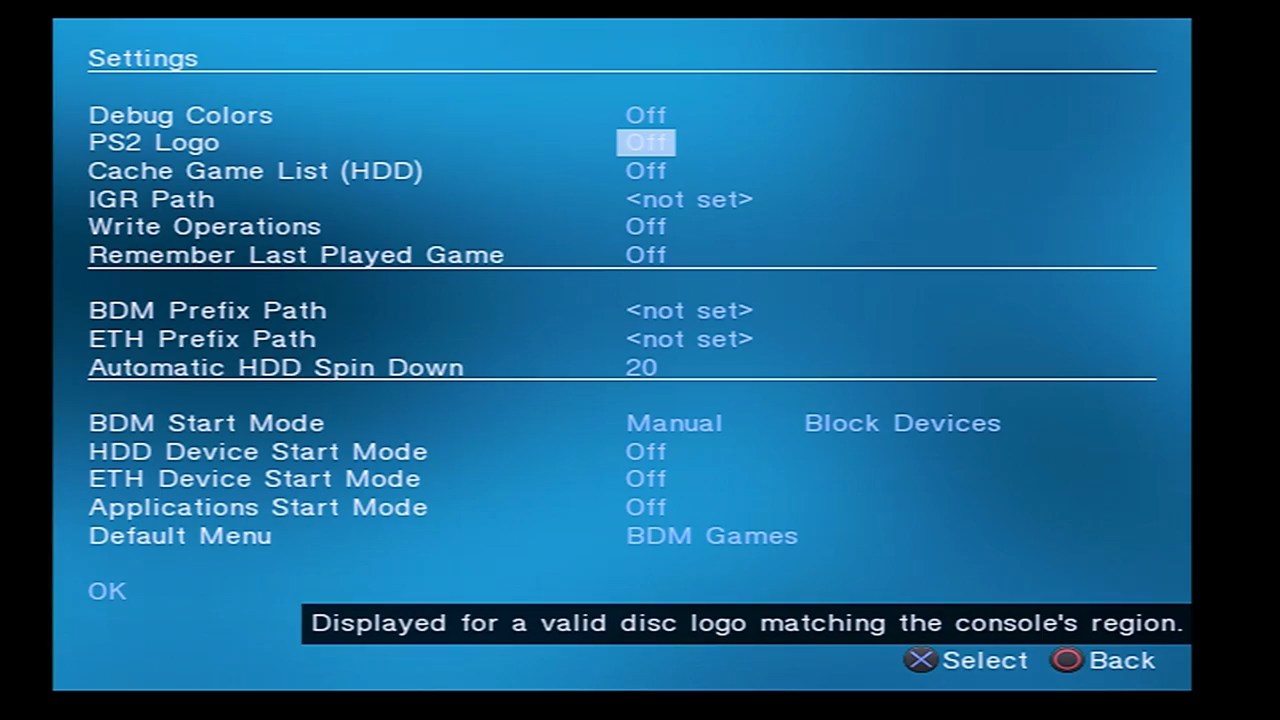 Settings
Debug Colors Off
PS2 Logo Off
Cache Game List (HDD) Off
IGR Path <not set>
Write Operations Off
Remember Last Played Game Off
BDM Prefix Path <not set>
ETH Prefix Path <not set>
Automatic HDD Spin Down 20
BDM Start Mode Manual Block Devices
HDD Device Start Mode Off
ETH Device Start Mode Off
Applications Start Mode Off
Default Menu BDM Games
OK
Displayed for a valid disc logo matching the console's region.
Select Back